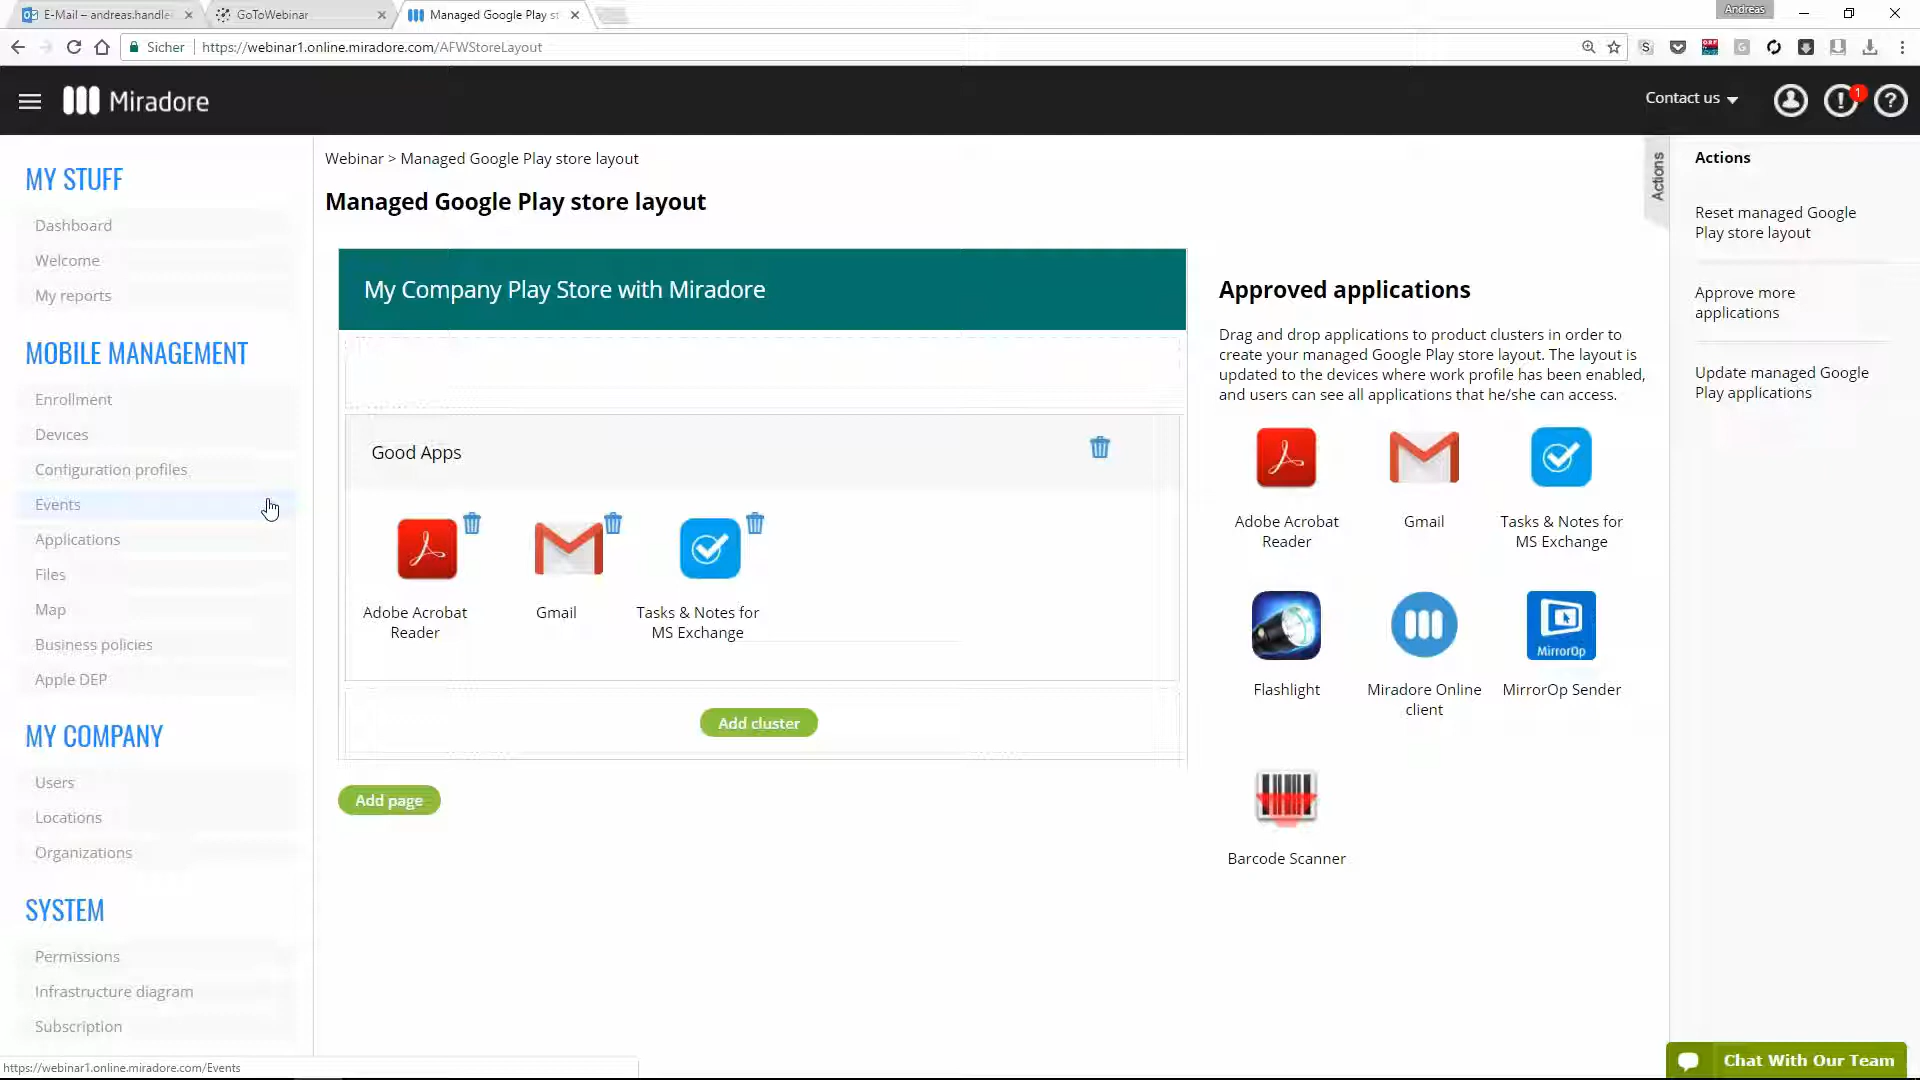 E-Mail – andreas.handle
GoToWebinar
Managed Google Play st
Andreas
Sicher
https://webinar1.online.miradore.com/AFWStoreLayout
Miradore
Contact us
1
?
MY STUFF
Dashboard
Welcome
My reports
MOBILE MANAGEMENT
Enrollment
Devices
Configuration profiles
Events
Applications
Files
Map
Business policies
Apple DEP
MY COMPANY
Users
Locations
Organizations
SYSTEM
Permissions
Infrastructure diagram
Subscription
Webinar > Managed Google Play store layout
Managed Google Play store layout
My Company Play Store with Miradore
Good Apps
Adobe Acrobat
Reader
Gmail
Tasks & Notes for
MS Exchange
Add cluster
Add page
Approved applications
Drag and drop applications to product clusters in order to
create your managed Google Play store layout. The layout is
updated to the devices where work profile has been enabled,
and users can see all applications that he/she can access.
Adobe Acrobat
Reader
Gmail
Tasks & Notes for
MS Exchange
Flashlight
Miradore Online
client
MirrorOp
MirrorOp Sender
Barcode Scanner
Actions
Actions
Reset managed Google
Play store layout
Approve more
applications
Update managed Google
Play applications
https://webinar1.online.miradore.com/Events
Chat With Our Team